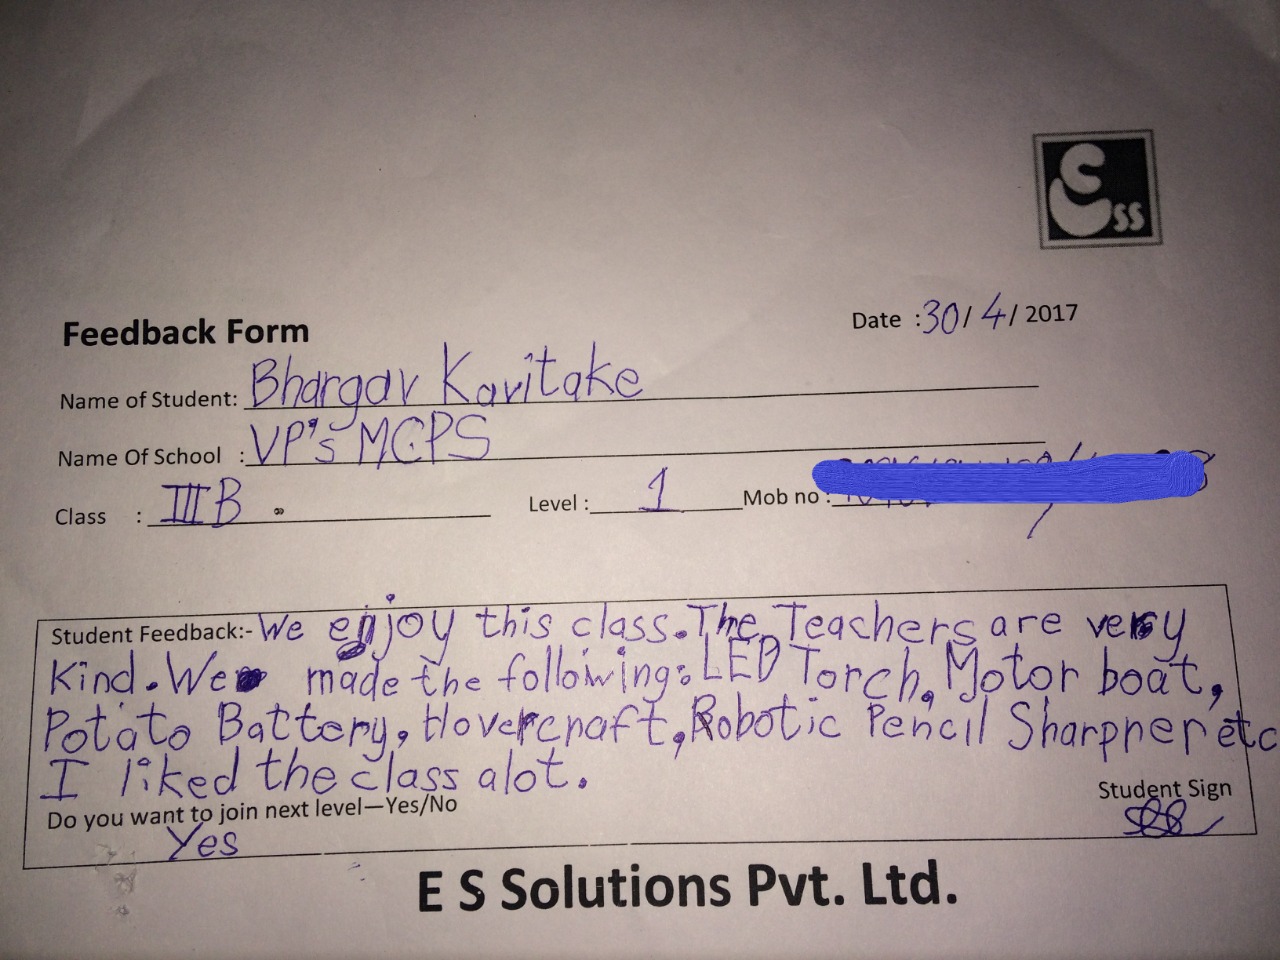 ESS
Date : 30/ 4/ 2017
Feedback Form
Name of Student: Bhargav Kavitake
Name Of School : VP's MCPS
Class : III B . Level : 1 Mob no :
Student Feedback:- We enjoy this class. The Teachers are very
Kind. We made the following: LED Torch, Motor boat,
Potato Battery, Hovercraft, Robotic Pencil Sharpner etc
I liked the class alot.
Do you want to join next level—Yes/No
Student Sign
Yes
E S Solutions Pvt. Ltd.